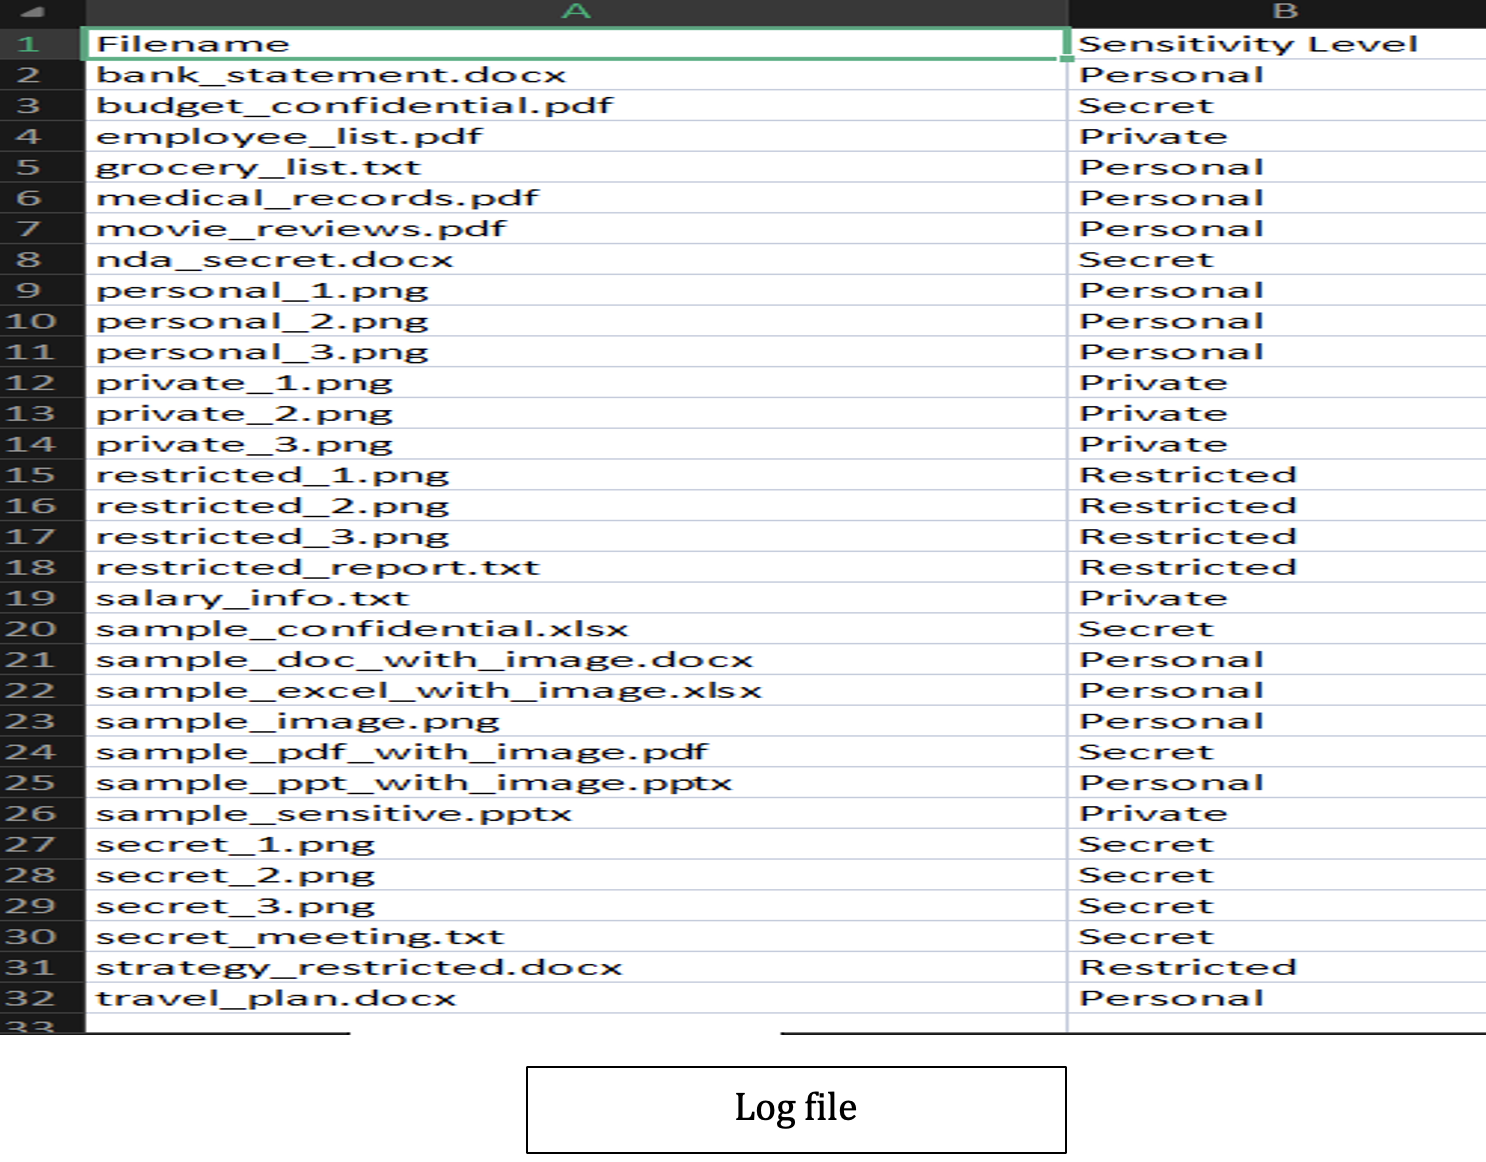 A B
1 Filename Sensitivity Level
2 bank_statement.docx Personal
3 budget_confidential.pdf Secret
4 employee_list.pdf Private
5 grocery_list.txt Personal
6 medical_records.pdf Personal
7 movie_reviews.pdf Personal
8 nda_secret.docx Secret
9 personal_1.png Personal
10 personal_2.png Personal
11 personal_3.png Personal
12 private_1.png Private
13 private_2.png Private
14 private_3.png Private
15 restricted_1.png Restricted
16 restricted_2.png Restricted
17 restricted_3.png Restricted
18 restricted_report.txt Restricted
19 salary_info.txt Private
20 sample_confidential.xlsx Secret
21 sample_doc_with_image.docx Personal
22 sample_excel_with_image.xlsx Personal
23 sample_image.png Personal
24 sample_pdf_with_image.pdf Secret
25 sample_ppt_with_image.pptx Personal
26 sample_sensitive.pptx Private
27 secret_1.png Secret
28 secret_2.png Secret
29 secret_3.png Secret
30 secret_meeting.txt Secret
31 strategy_restricted.docx Restricted
32 travel_plan.docx Personal
33
Log file